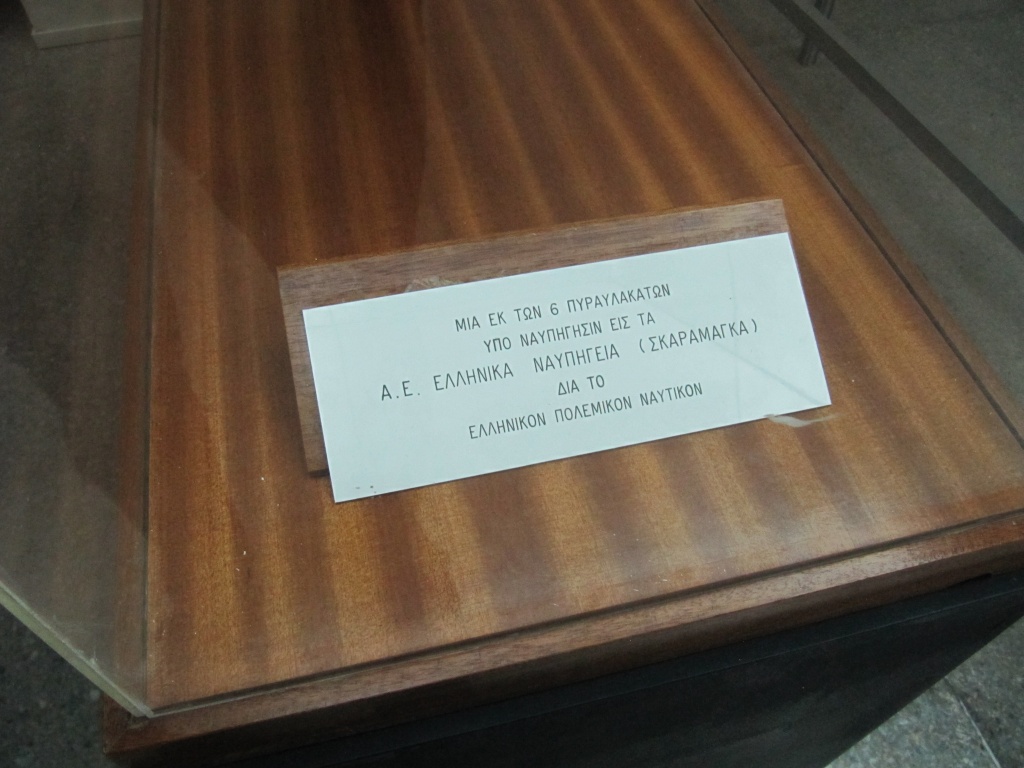 ΜΙΑ ΕΚ ΤΩΝ 6 ΠΥΡΑΥΛΑΚΑΤΩΝ
ΥΠΟ ΝΑΥΠΗΓΗΣΙΝ ΕΙΣ ΤΑ
Α.Ε. ΕΛΛΗΝΙΚΑ ΝΑΥΠΗΓΕΙΑ (ΣΚΑΡΑΜΑΓΚΑ)
ΔΙΑ ΤΟ
ΕΛΛΗΝΙΚΟΝ ΠΟΛΕΜΙΚΟΝ ΝΑΥΤΙΚΟΝ